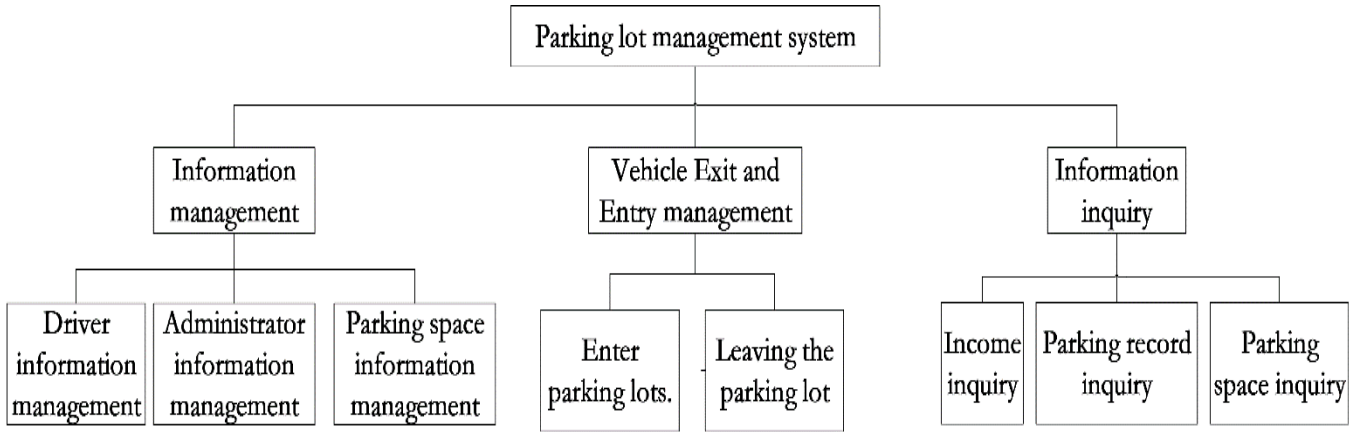 Parking lot management system
Information
management
Vehicle Exit and
Entry management
Information
inquiry
Driver
information
management
Administrator
information
management
Parking space
information
management
Enter
parking lots.
Leaving the
parking lot
Income
inquiry
Parking record
inquiry
Parking
space inquiry